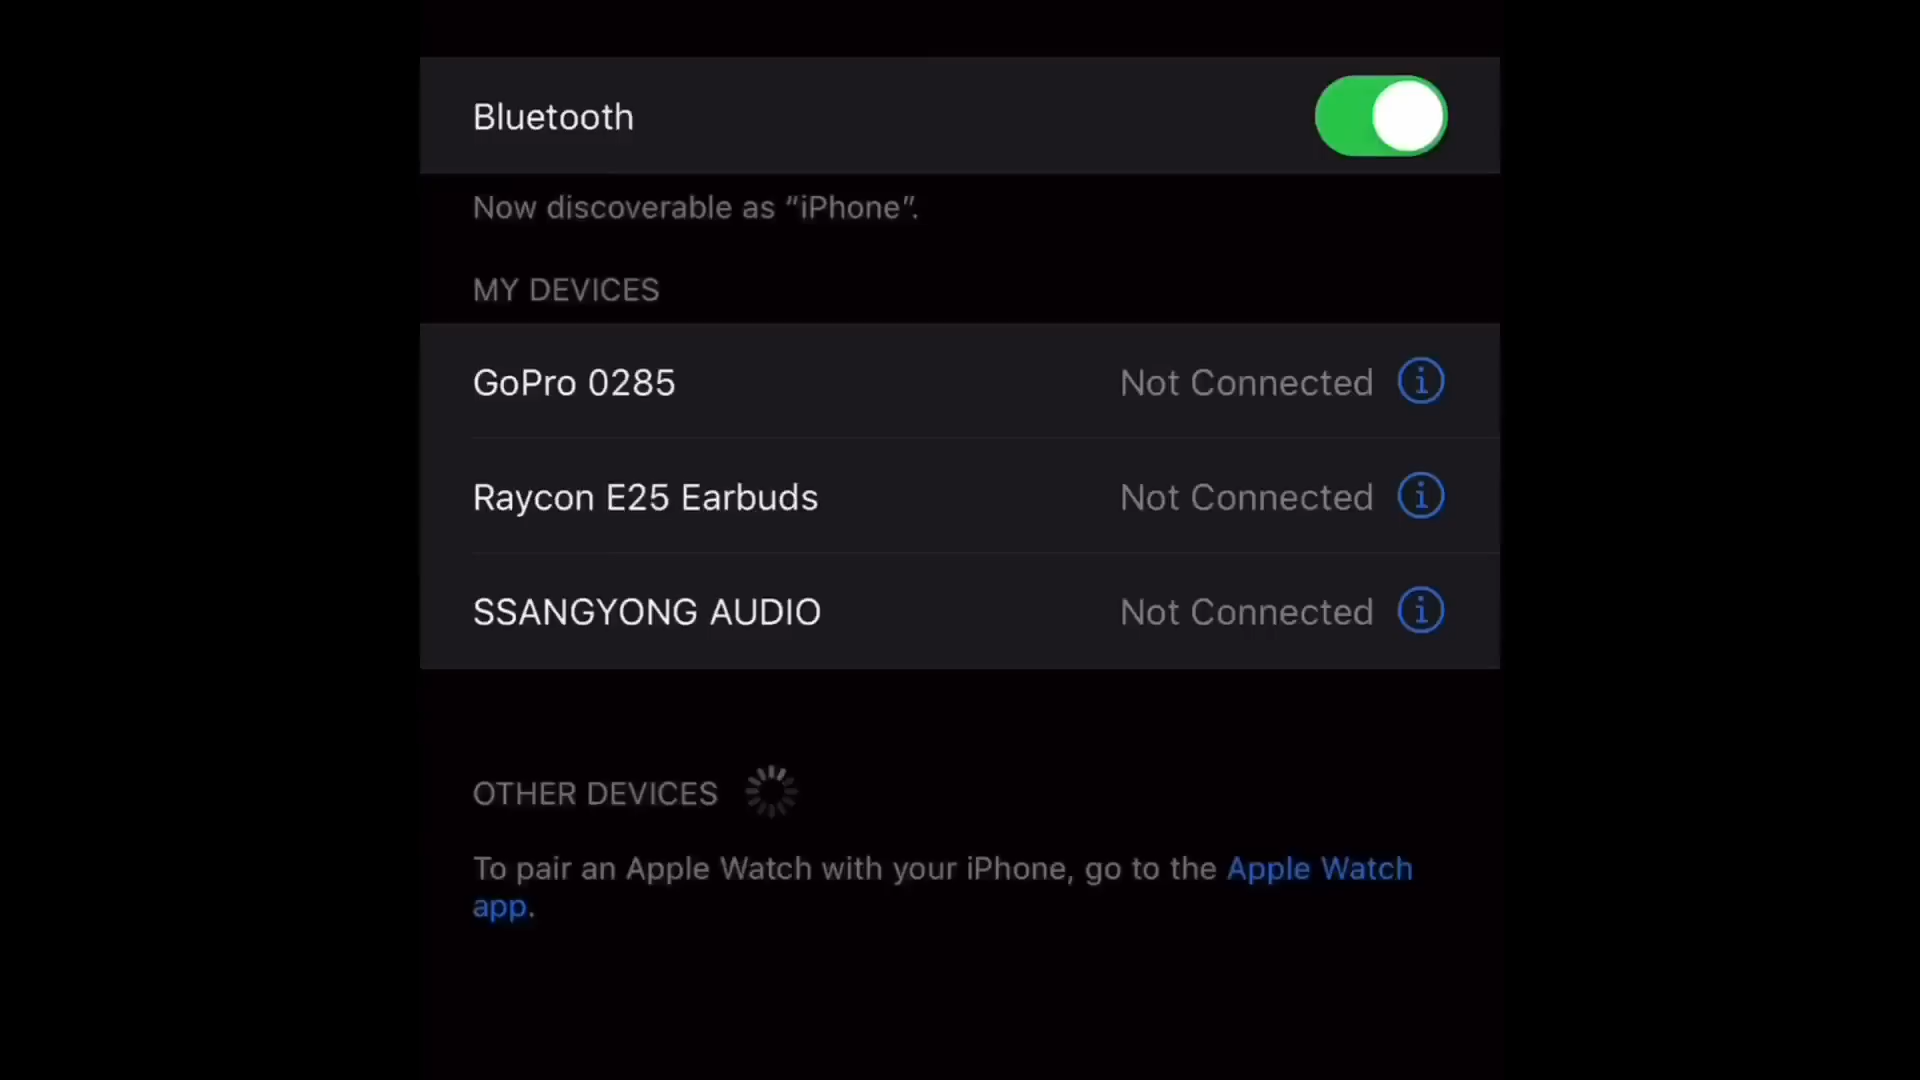 Bluetooth
Now discoverable as “iPhone”.
MY DEVICES
GoPro 0285 Not Connected
Raycon E25 Earbuds Not Connected
SSANGYONG AUDIO Not Connected
OTHER DEVICES
To pair an Apple Watch with your iPhone, go to the Apple Watch
app.